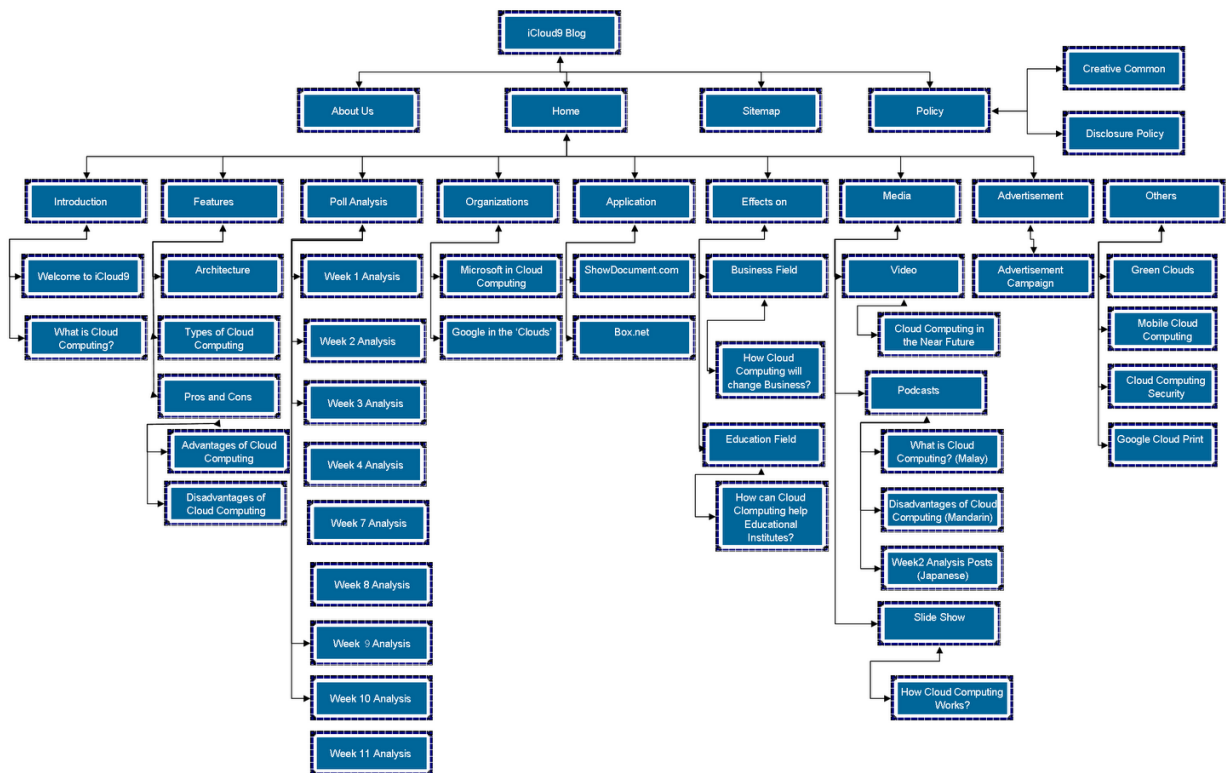 iCloud9 Blog
Creative Common
About Us
Home
Sitemap
Policy
Disclosure Policy
Introduction
Features
Poll Analysis
Organizations
Application
Effects on
Media
Advertisement
Others
Welcome to iCloud9
Architecture
Week 1 Analysis
Microsoft in Cloud
Computing
ShowDocument.com
Business Field
Video
Advertisement
Campaign
Green Clouds
What is Cloud
Computing?
Types of Cloud
Computing
Week 2 Analysis
Google in the 'Clouds'
Box.net
How Cloud
Computing will
change Business?
Cloud Computing in
the Near Future
Mobile Cloud
Computing
Pros and Cons
Week 3 Analysis
Podcasts
Cloud Computing
Security
Advantages of Cloud
Computing
Week 4 Analysis
Education Field
What is Cloud
Computing? (Malay)
Google Cloud Print
Disadvantages of
Cloud Computing
Week 7 Analysis
How can Cloud
Clomputing help
Educational
Institutes?
Disadvantages of Cloud
Computing (Mandarin)
Week 8 Analysis
Week2 Analysis Posts
(Japanese)
Week 9 Analysis
Slide Show
Week 10 Analysis
How Cloud Computing
Works?
Week 11 Analysis